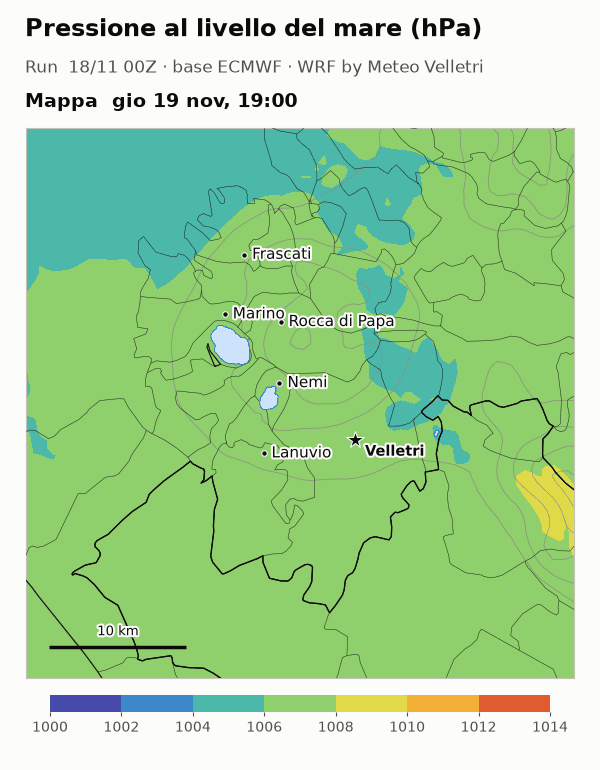 Pressione al livello del mare (hPa)
Run  18/11 00Z · base ECMWF · WRF by Meteo Velletri
Mappa  gio 19 nov, 19:00
Frascati
Marino
Rocca di Papa
Nemi
Velletri
Lanuvio
10 km
1000 1002 1004 1006 1008 1010 1012 1014